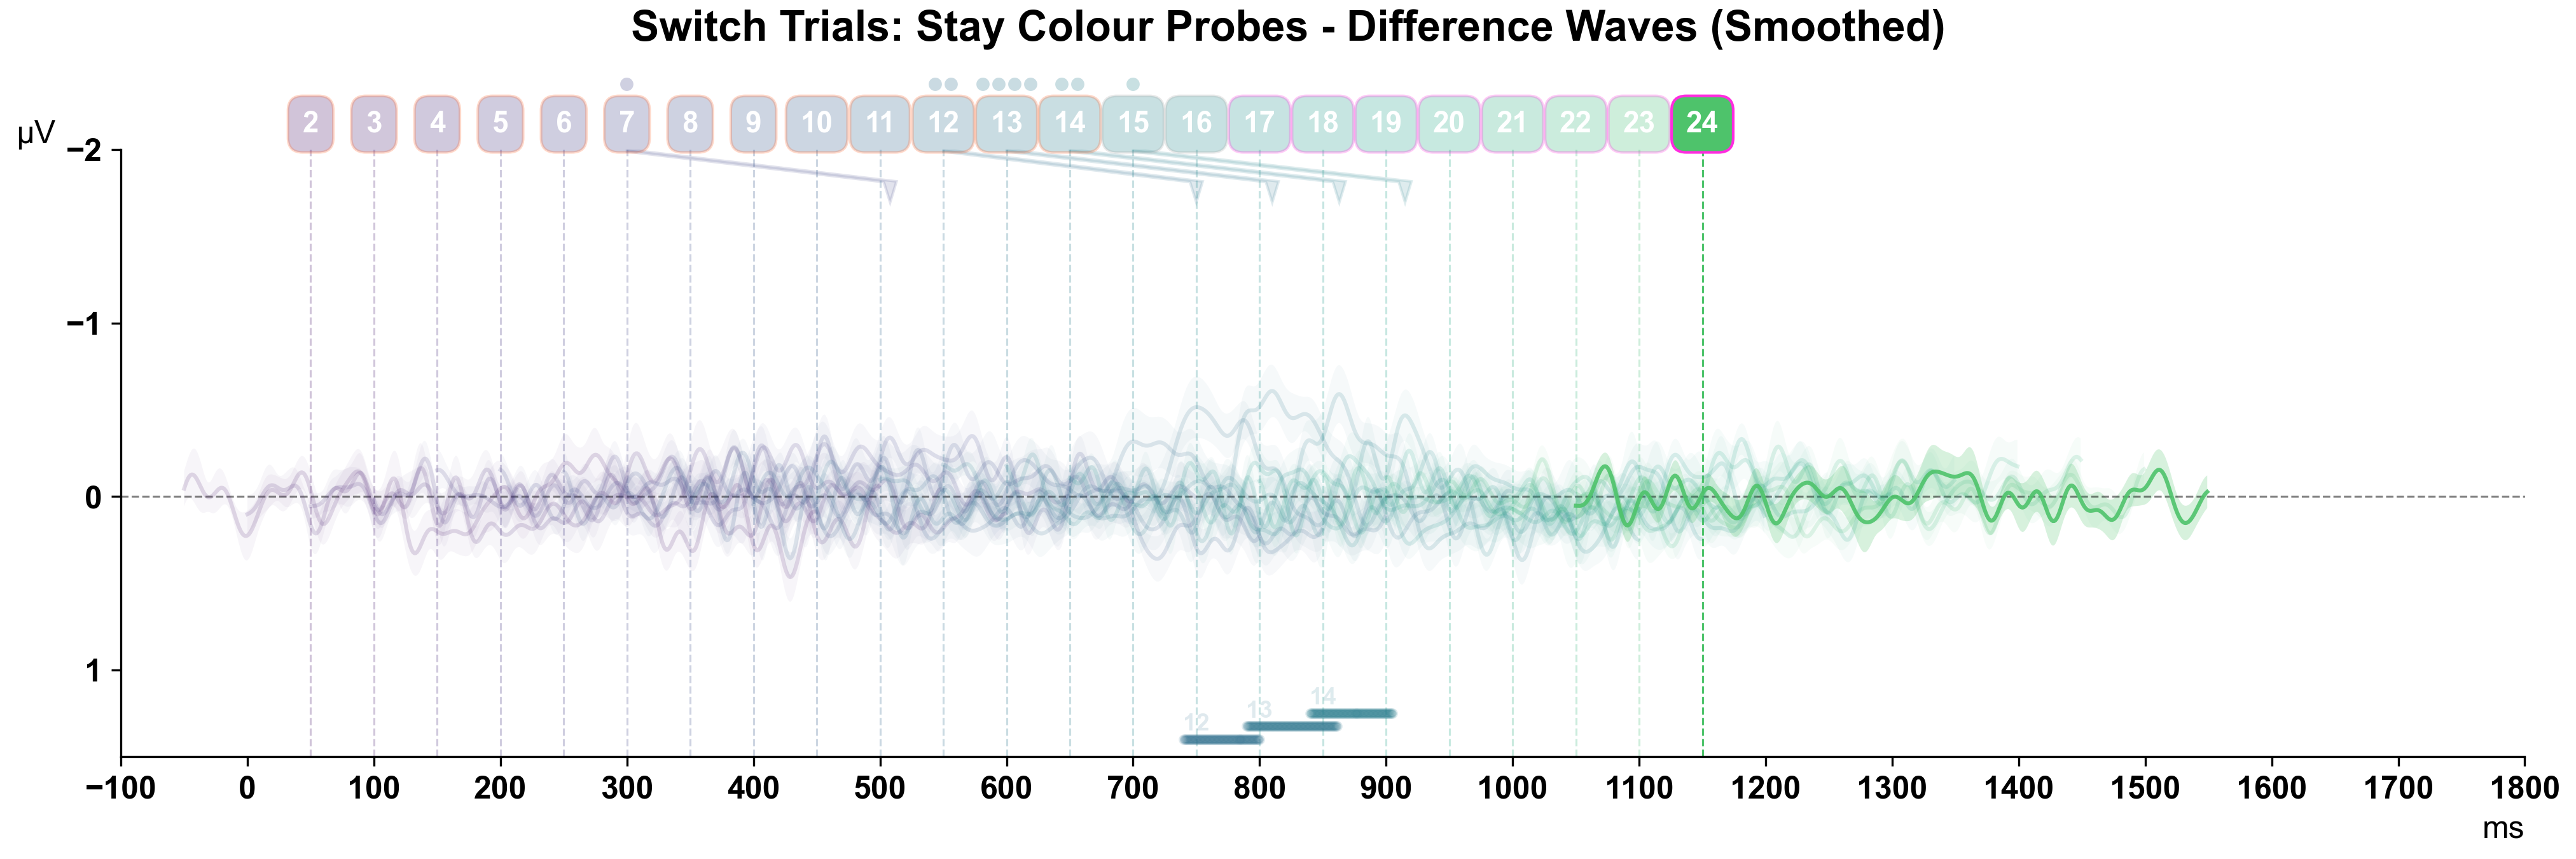 Switch Trials: Stay Colour Probes - Difference Waves (Smoothed)
2 3 4 5 6 7 8 9 10 11 12 13 14 15 16 17 18 19 20 21 22 23 24
µV
−2
−1
0
1
14
13
12
−100 0 100 200 300 400 500 600 700 800 900 1000 1100 1200 1300 1400 1500 1600 1700 1800
ms